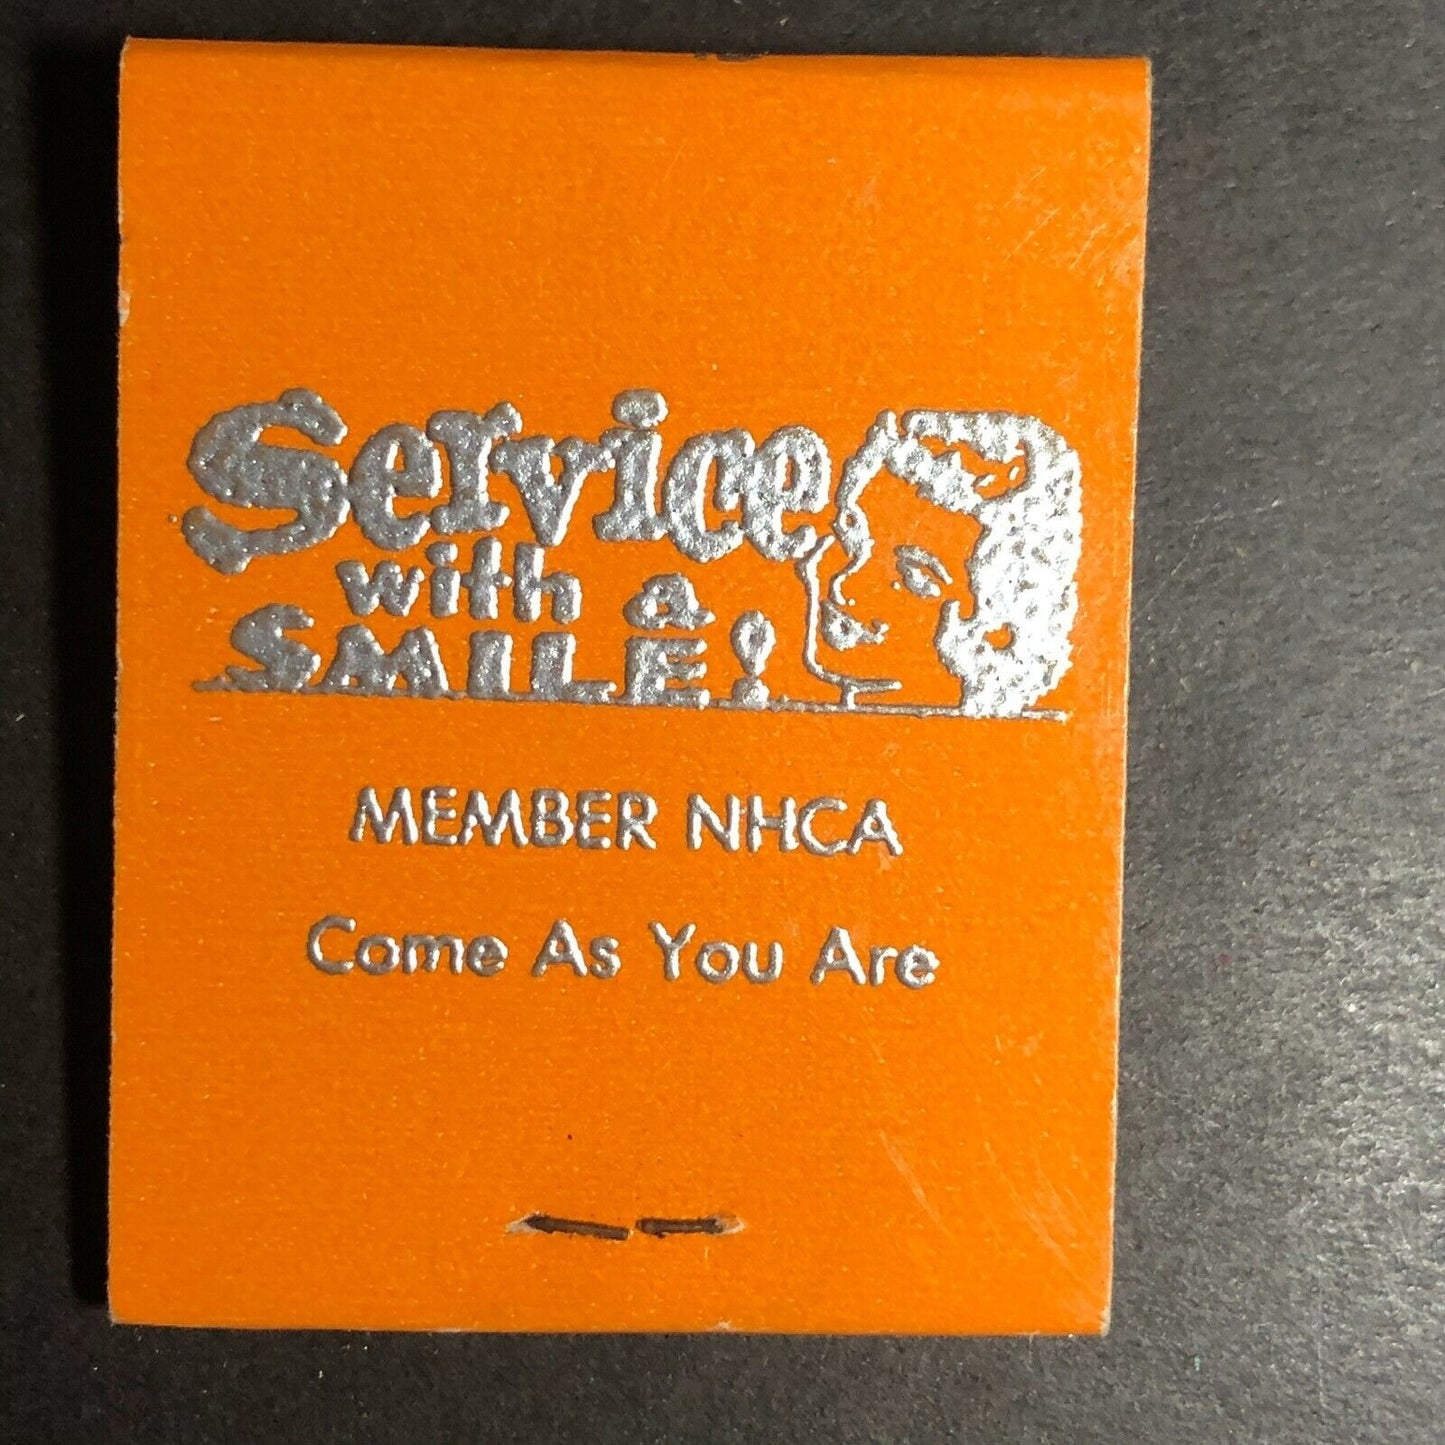 Service
with a
SMILE!
MEMBER NHCA
Come As You Are